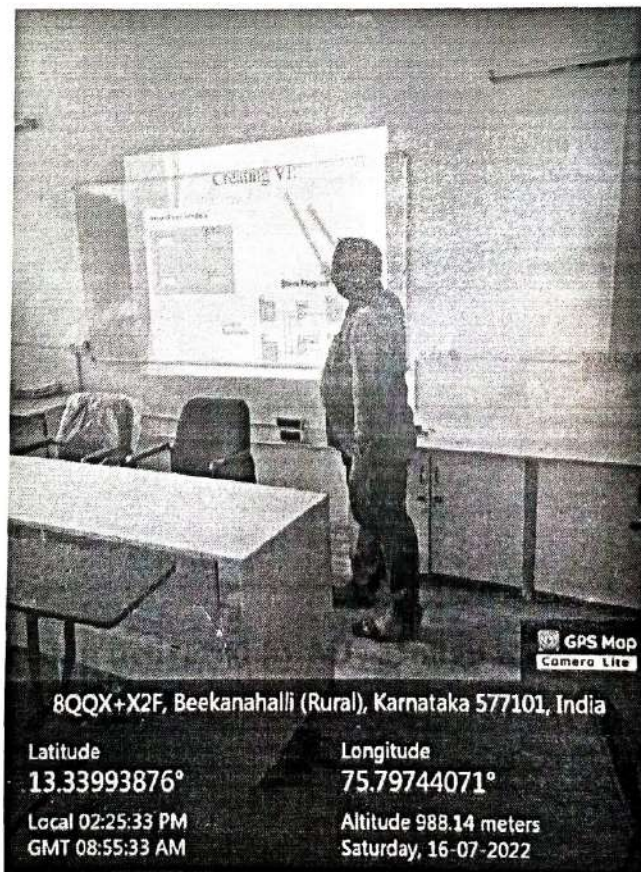 Creating VI:
GPS Map
Camera Lite
8QQX+X2F, Beekanahalli (Rural), Karnataka 577101, India
Latitude
13.33993876°
Longitude
75.79744071°
Local 02:25:33 PM
GMT 08:55:33 AM
Altitude 988.14 meters
Saturday, 16-07-2022